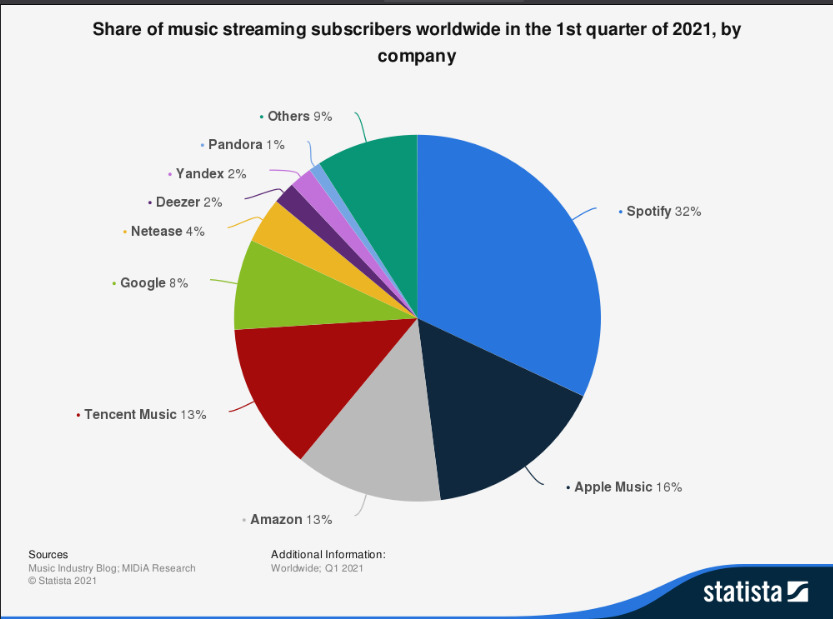 Share of music streaming subscribers worldwide in the 1st quarter of 2021, by
company
Others 9%
Pandora 1%
Yandex 2%
Deezer 2%
Netease 4%
Google 8%
Tencent Music 13%
Amazon 13%
Spotify 32%
Apple Music 16%
Sources
Music Industry Blog; MIDiA Research
© Statista 2021
Additional Information:
Worldwide; Q1 2021
statista